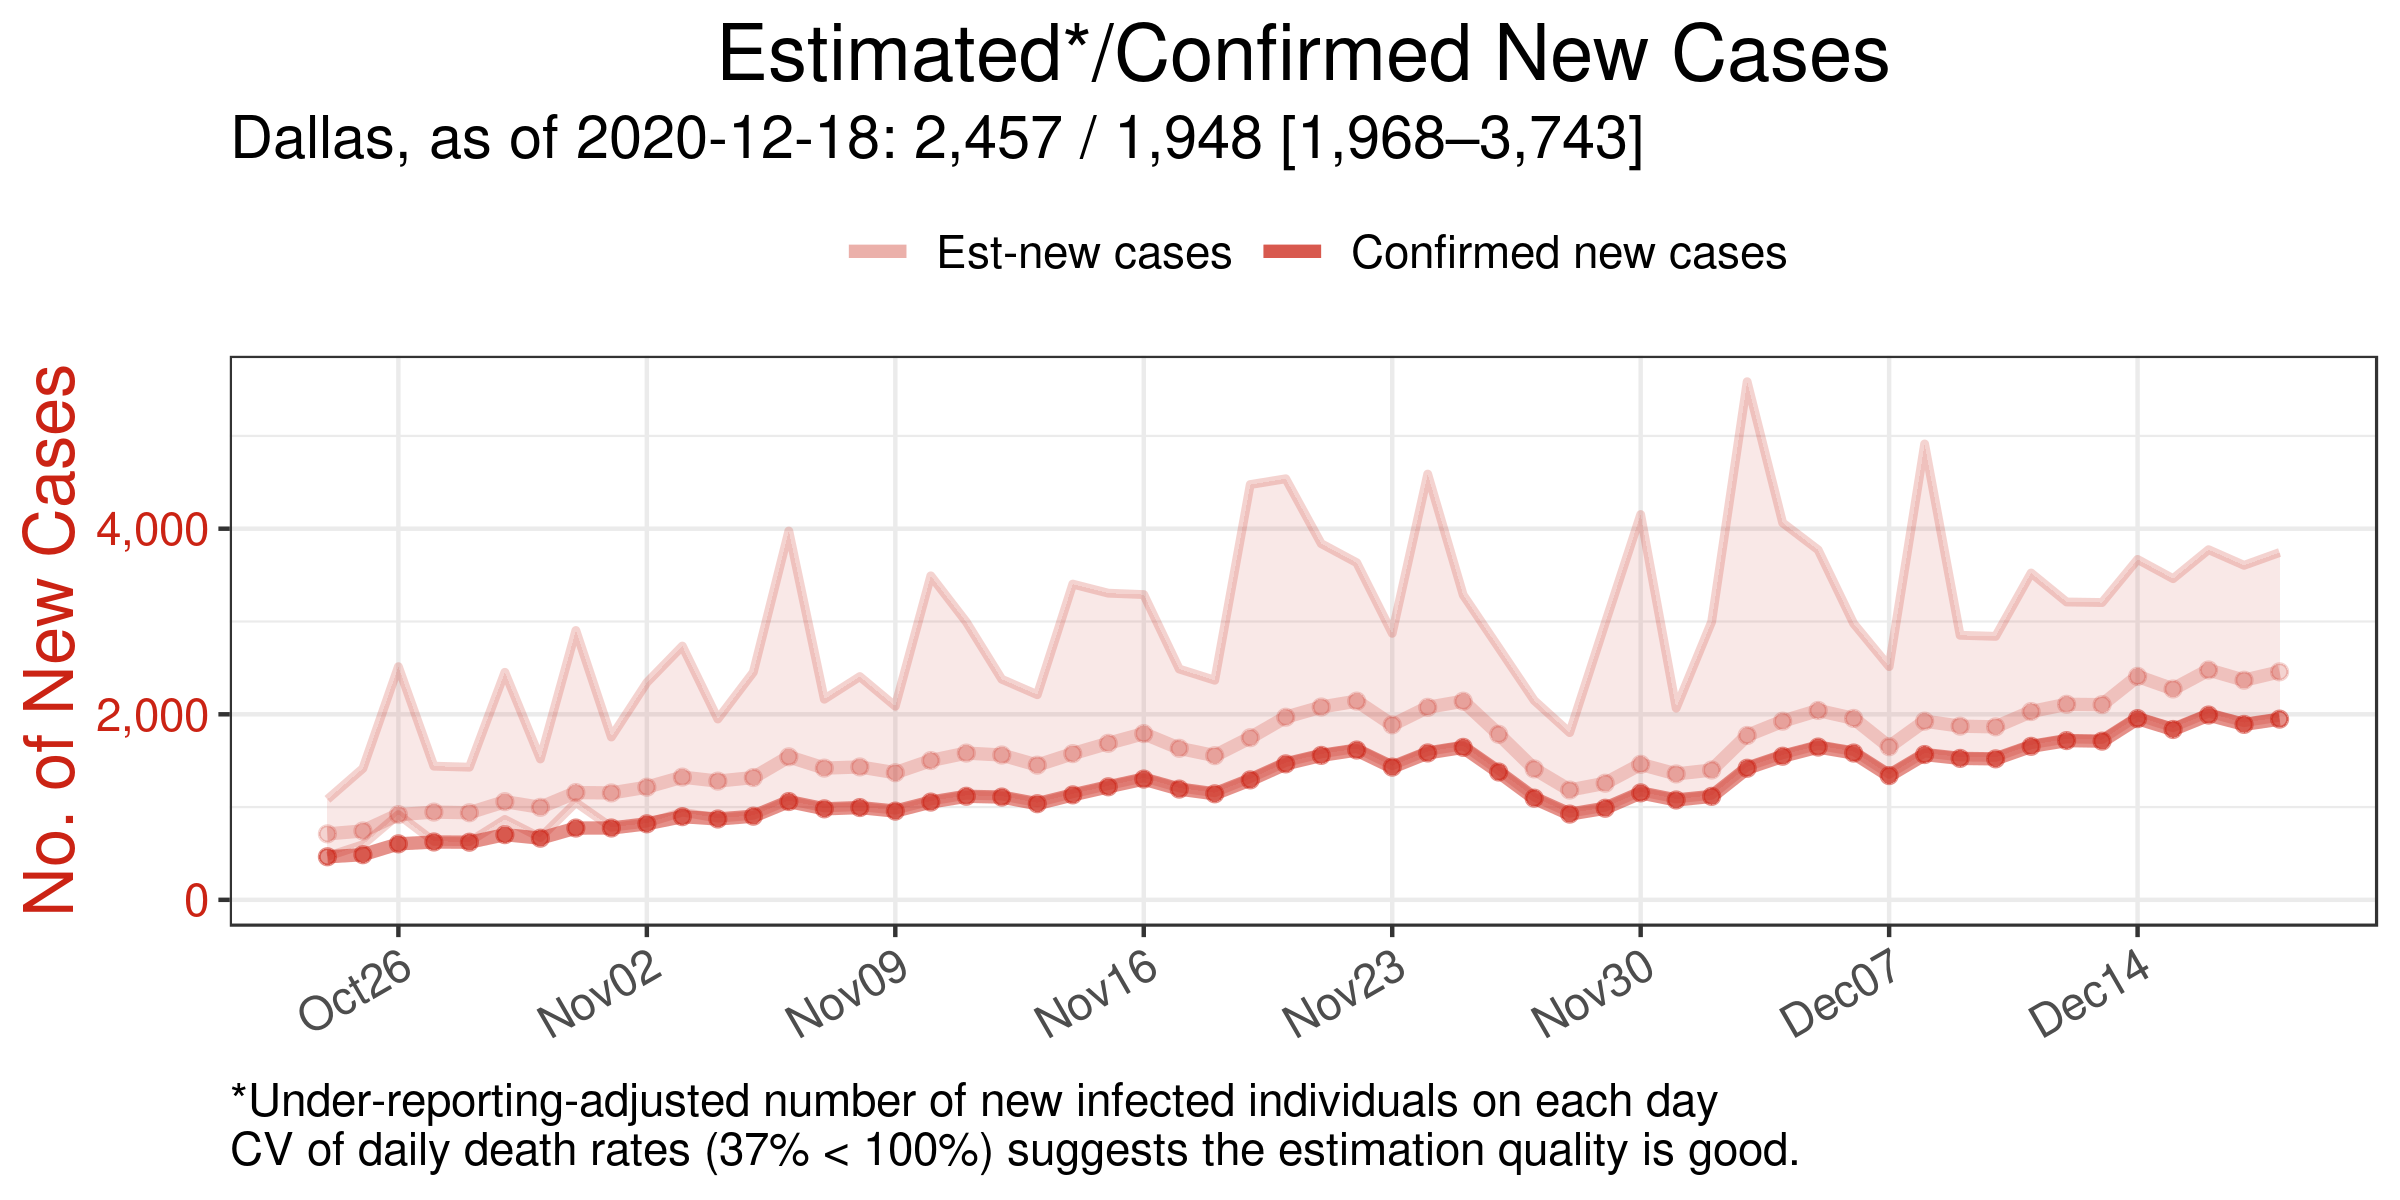 Estimated*/Confirmed New Cases
Dallas, as of 2020-12-18: 2,457 / 1,948 [1,968–3,743]
Est-new cases Confirmed new cases
No. of New Cases
4,000
2,000
0
Oct26 Nov02 Nov09 Nov16 Nov23 Nov30 Dec07 Dec14
*Under-reporting-adjusted number of new infected individuals on each day
CV of daily death rates (37% < 100%) suggests the estimation quality is good.